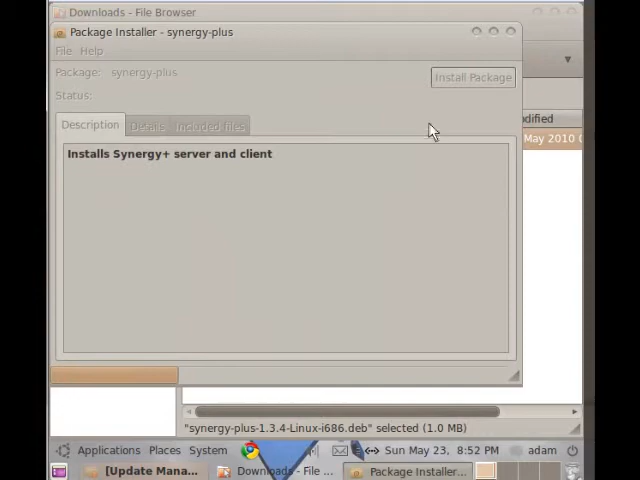 Downloads - File Browser
Package Installer - synergy-plus
File Help
Package: synergy-plus
Install Package
Status:
Description Details Included files
odified
May 2010 0
Installs Synergy+ server and client
"synergy-plus-1.3.4-Linux-i686.deb" selected (1.0 MB)
Applications Places System
Sun May 23, 8:52 PM
adam
[Update Mana...
Downloads - File ...
Package Installer...